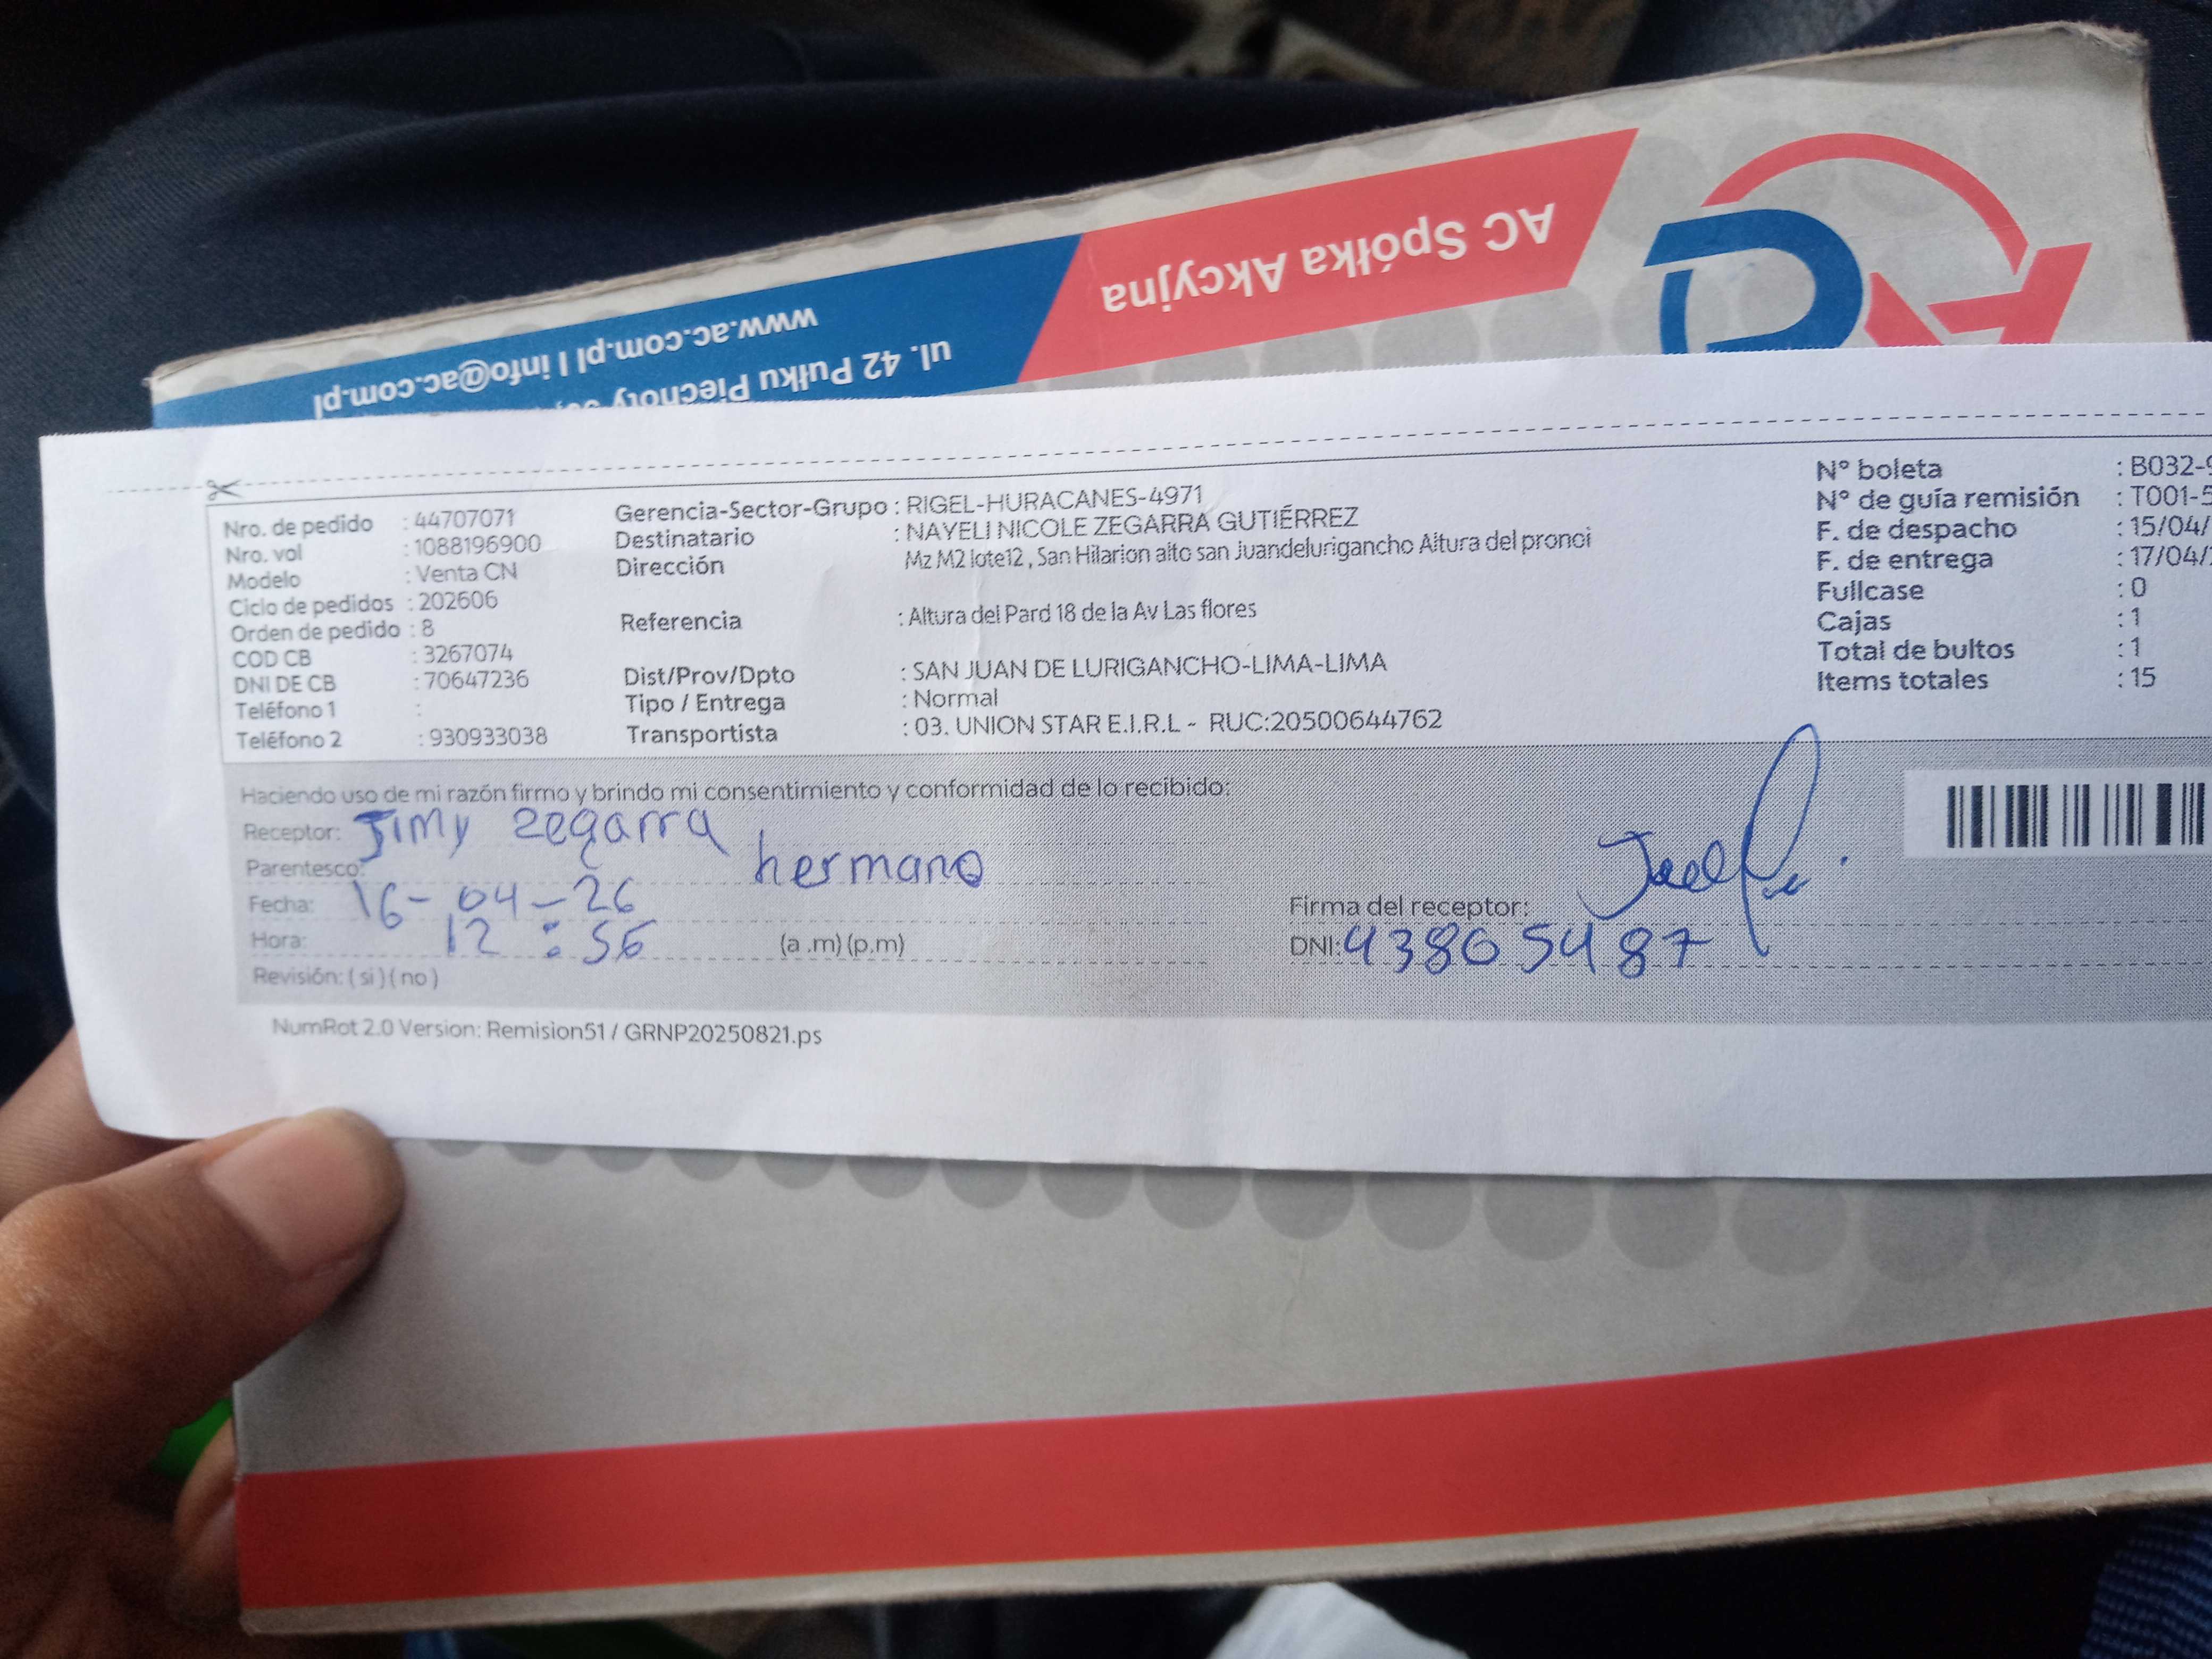 AC Spółka Akcyjna
ul. 42 Pułku Piechoty
www.ac.com.pl | info@ac.com.pl
Nro. de pedido : 44707071
Nro. vol : 1088196900
Modelo : Venta CN
Ciclo de pedidos : 202606
Orden de pedido : 8
COD CB : 3267074
DNI DE CB : 70647236
Teléfono 1 :
Teléfono 2 : 930933038
Gerencia-Sector-Grupo : RIGEL-HURACANES-4971
Destinatario : NAYELI NICOLE ZEGARRA GUTIÉRREZ
Dirección Mz M2 lote12 , San Hilarion alto san juandelurigancho Altura del pronoi
Referencia : Altura del Pard 18 de la Av Las flores
Dist/Prov/Dpto : SAN JUAN DE LURIGANCHO-LIMA-LIMA
Tipo / Entrega : Normal
Transportista : 03. UNION STAR E.I.R.L - RUC:20500644762
N° boleta : B032-
N° de guía remisión : T001-5
F. de despacho : 15/04/
F. de entrega : 17/04/
Fullcase : 0
Cajas : 1
Total de bultos : 1
Items totales : 15
Haciendo uso de mi razón firmo y brindo mi consentimiento y conformidad de lo recibido:
Receptor: Jimy zegarra
Parentesco: hermano
Fecha: 16-04-26
Hora: 12:56 (a .m) (p.m)
Revisión: ( si ) ( no )
Firma del receptor:
DNI: 43805487
NumRot 2.0 Version: Remision51 / GRNP20250821.ps